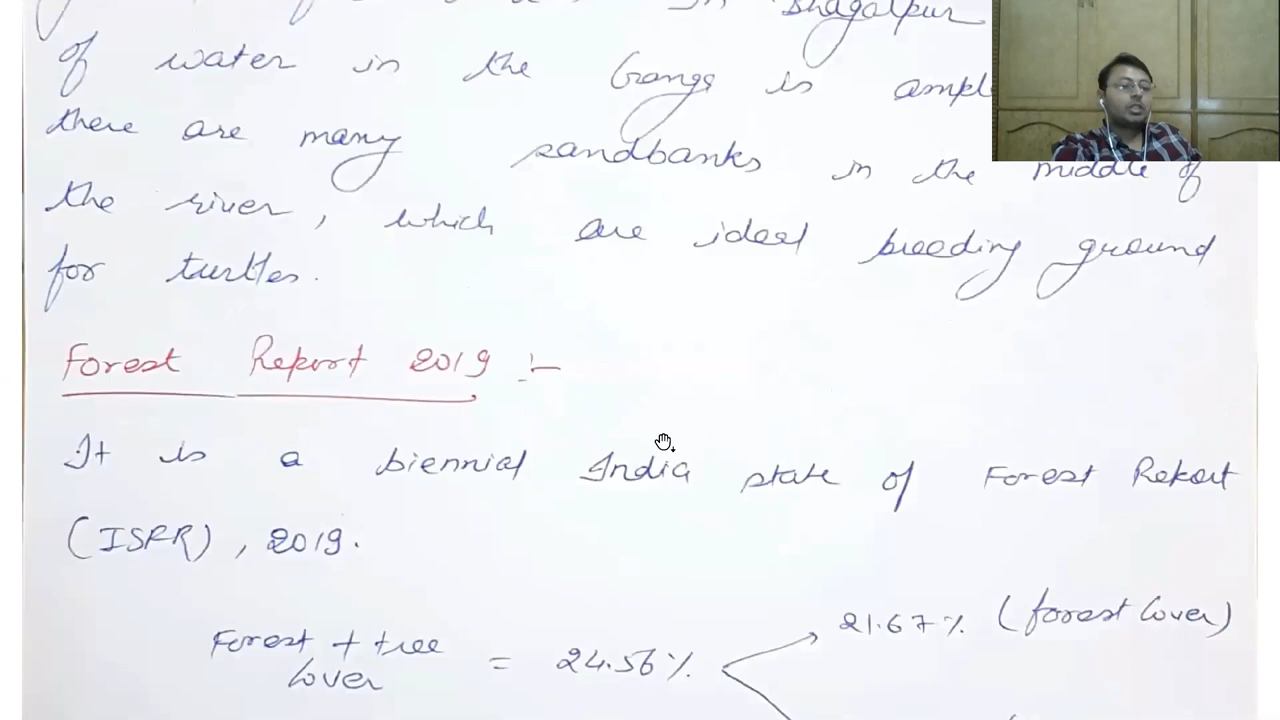 In Bhagalpur
of water in the Ganga is ampl
there are many sandbanks in the middle of
the river, which are ideal breeding ground
for turtles.
Forest Report 2019 :-
It is a biennial India state of Forest Report
(ISFR), 2019.
Forest + tree cover = 24.56% 21.67% (forest cover)